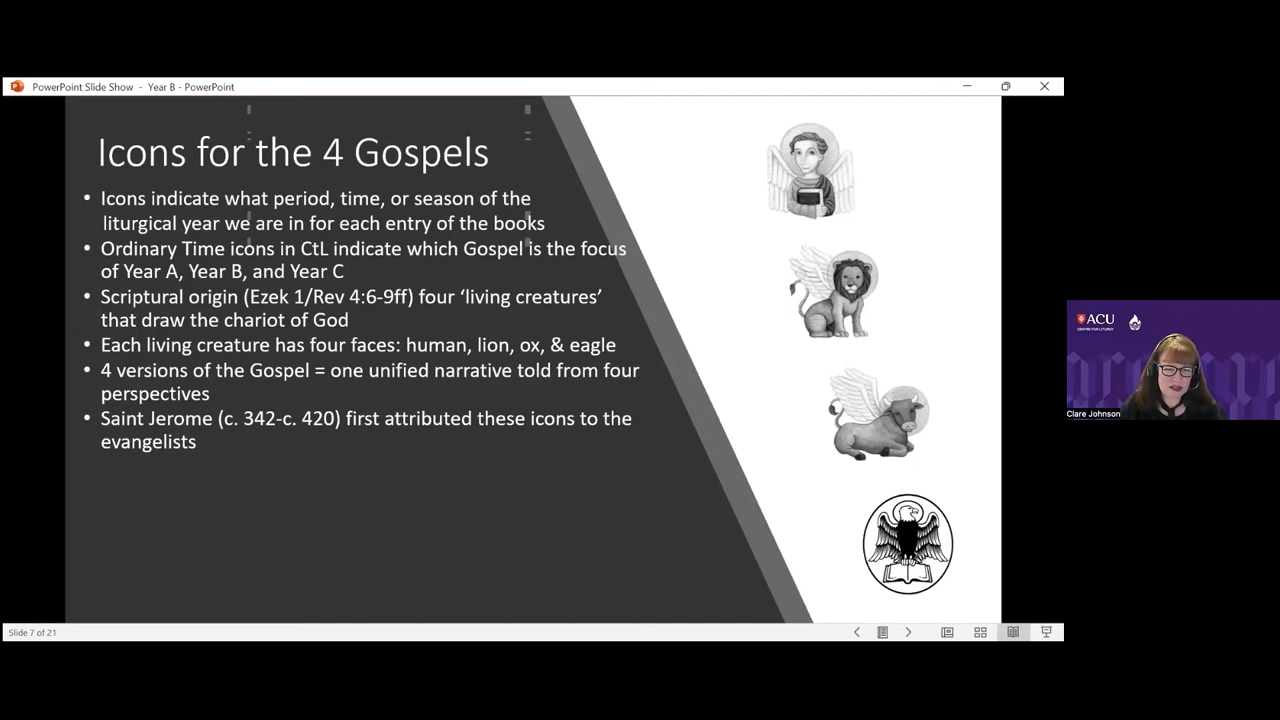 PowerPoint Slide Show - Year B - PowerPoint
Icons for the 4 Gospels
• Icons indicate what period, time, or season of the
liturgical year we are in for each entry of the books
• Ordinary Time icons in CtL indicate which Gospel is the focus
of Year A, Year B, and Year C
• Scriptural origin (Ezek 1/Rev 4:6-9ff) four ‘living creatures’
that draw the chariot of God
• Each living creature has four faces: human, lion, ox, & eagle
• 4 versions of the Gospel = one unified narrative told from four
perspectives
• Saint Jerome (c. 342-c. 420) first attributed these icons to the
evangelists
ACU
CENTRE FOR LITURGY
Clare Johnson
Slide 7 of 21